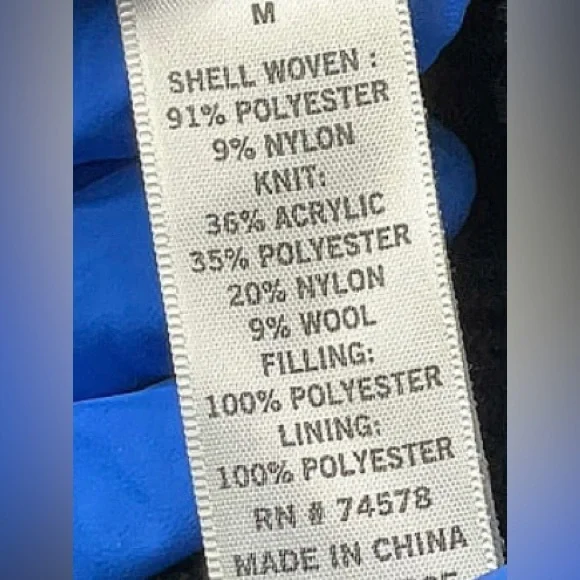 M
SHELL WOVEN :
91% POLYESTER
9% NYLON
KNIT:
36% ACRYLIC
35% POLYESTER
20% NYLON
9% WOOL
FILLING:
100% POLYESTER
LINING:
100% POLYESTER
RN # 74578
MADE IN CHINA